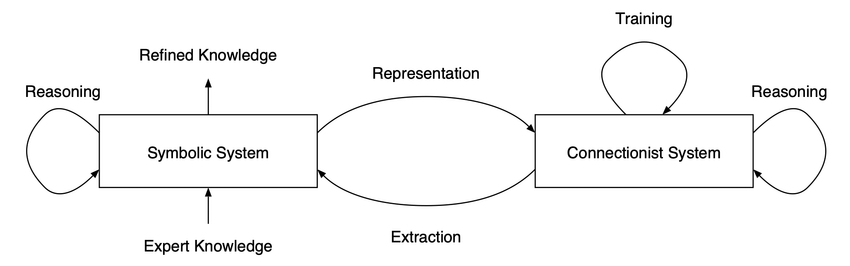 Training
Refined Knowledge
Representation
Reasoning
Reasoning
Symbolic System
Connectionist System
Extraction
Expert Knowledge